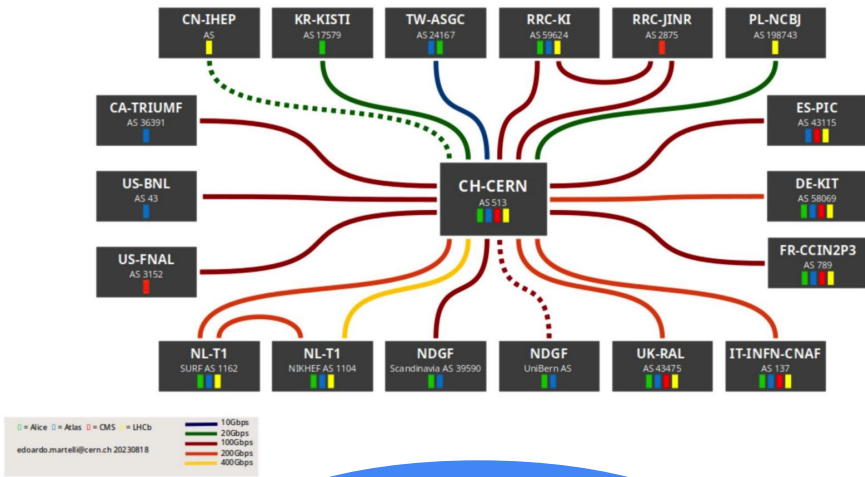 CN-IHEP
AS
KR-KISTI
AS 17579
TW-ASGC
AS 24167
RRC-KI
AS 59624
RRC-JINR
AS 2875
PL-NCBJ
AS 198743
CA-TRIUMF
AS 36391
ES-PIC
AS 43115
US-BNL
AS 43
CH-CERN
AS 513
DE-KIT
AS 58069
US-FNAL
AS 3152
FR-CCIN2P3
AS 789
NL-T1
SURF AS 1162
NL-T1
NIKHEF AS 1104
NDGF
Scandinavia AS 39590
NDGF
UniBern AS
UK-RAL
AS 43475
IT-INFN-CNAF
AS 137
= Alice = Atlas = CMS = LHCb
edoardo.martelli@cern.ch 20230818
10Gbps
20Gbps
100Gbps
200Gbps
400Gbps